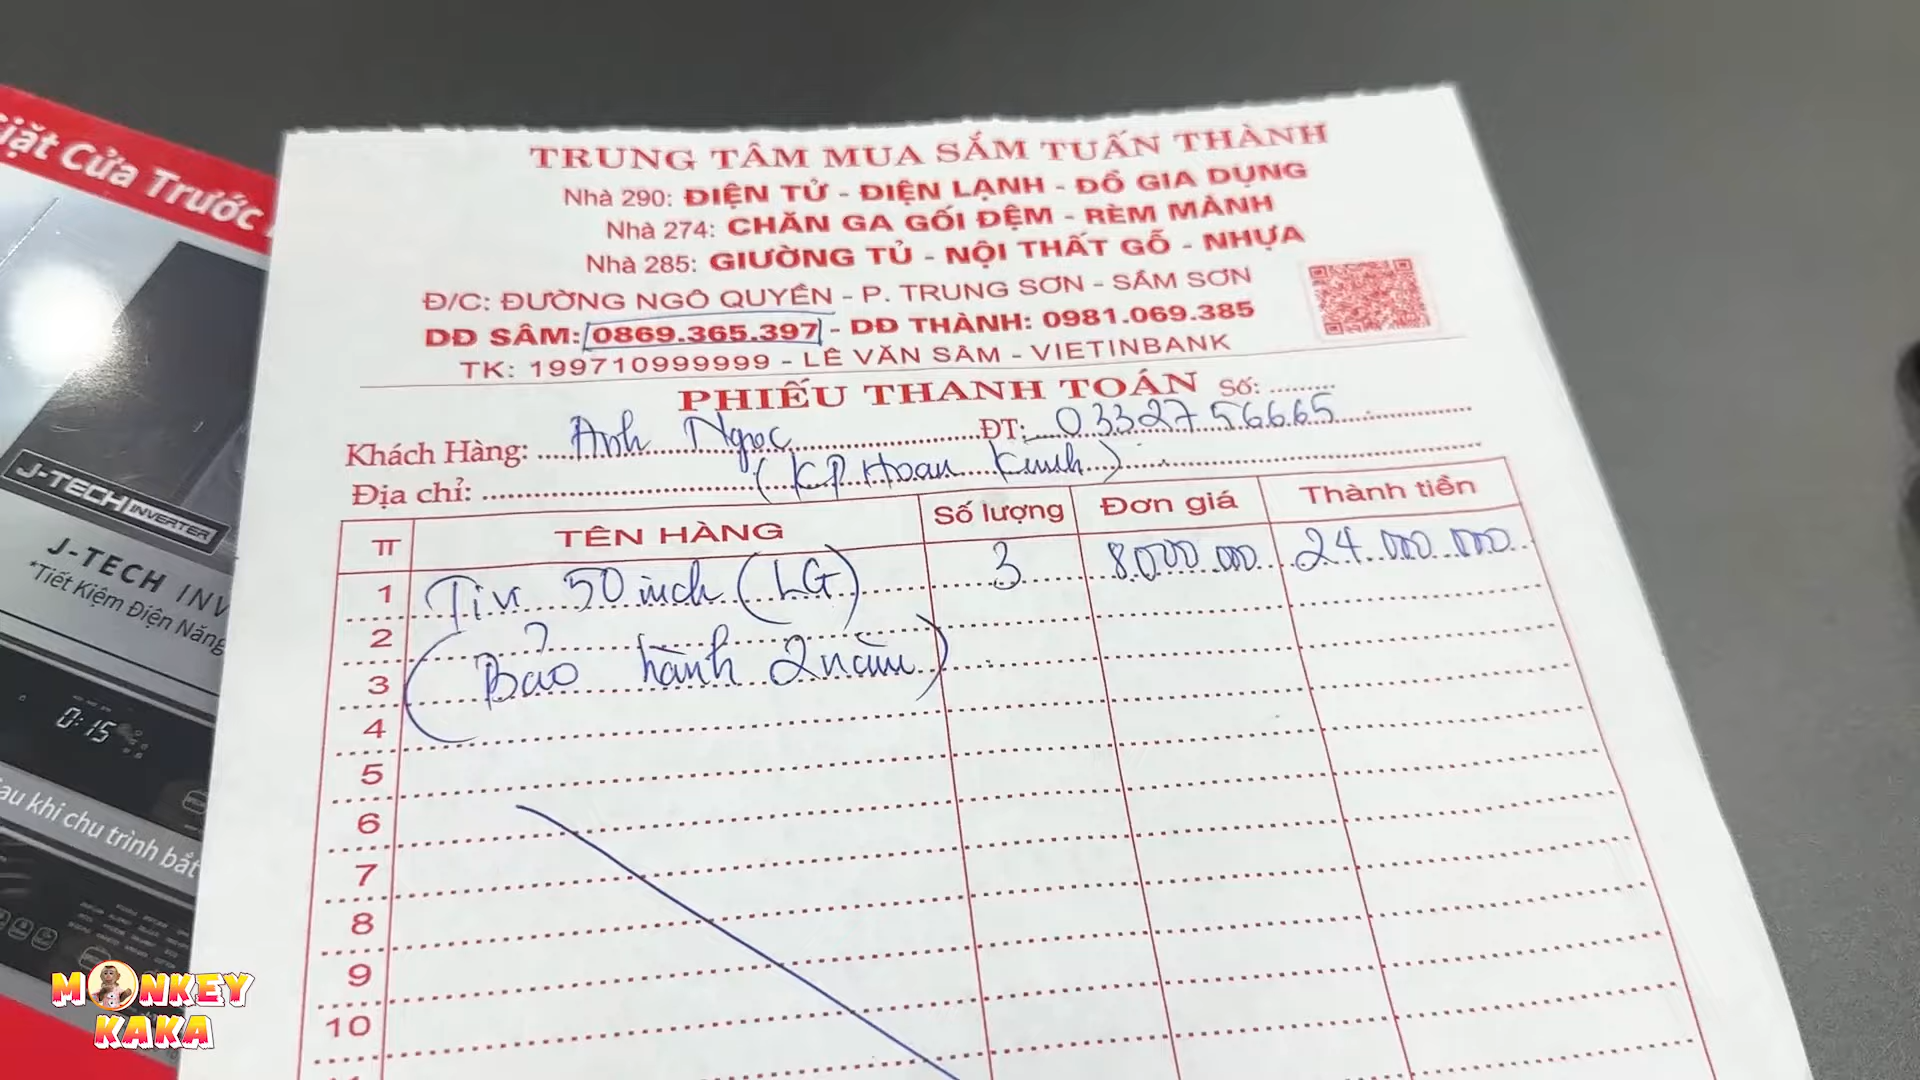 Giặt Cửa Trước
J-TECH INVERTER
J-TECH INV
*Tiết Kiệm Điện Năng
0:15
au khi chu trình bắt
TRUNG TÂM MUA SẮM TUẤN THÀNH
Nhà 290: ĐIỆN TỬ - ĐIỆN LẠNH - ĐỒ GIA DỤNG
Nhà 274: CHĂN GA GỐI ĐỆM - RÈM MÀNH
Nhà 285: GIƯỜNG TỦ - NỘI THẤT GỖ - NHỰA
Đ/C: ĐƯỜNG NGÔ QUYỀN - P. TRUNG SƠN - SẦM SƠN
DĐ SÂM: 0869.365.397 - DĐ THÀNH: 0981.069.385
TK: 199710999999 - LÊ VĂN SÂM - VIETINBANK
PHIẾU THANH TOÁN Số: .........
Khách Hàng: Anh Ngọc ĐT: 0332756665
Địa chỉ: (KP Hoan Kinh)
TT TÊN HÀNG Số lượng Đơn giá Thành tiền
1 Tivi 50 inch (LG) 3 8.000.000 24.000.000
2
3 (Bảo hành 2 năm)
4
5
6
7
8
9
10
MONKEY
KAKA